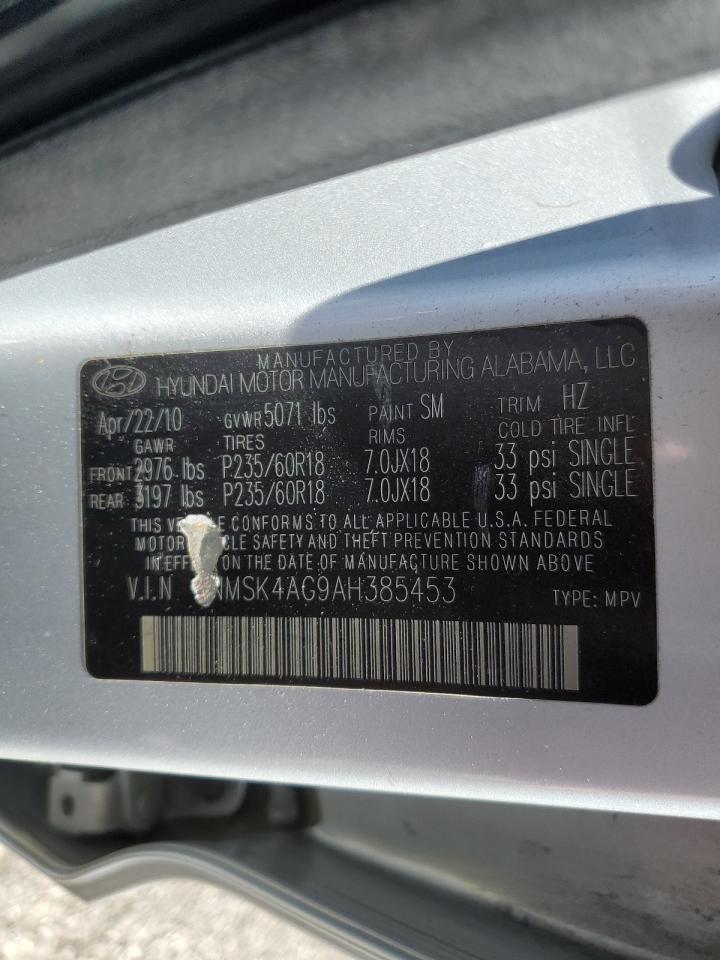 MANUFACTURED BY
HYUNDAI MOTOR MANUFACTURING ALABAMA, LLC
Apr/22/10 GVWR 5071 lbs PAINT SM TRIM HZ
GAWR TIRES RIMS COLD TIRE INFL
FRONT 2976 lbs P235/60R18 7.0JX18 33 psi SINGLE
REAR 3197 lbs P235/60R18 7.0JX18 33 psi SINGLE
THIS CONFORMS TO ALL APPLICABLE U.S.A. FEDERAL
SAFETY AND THEFT PREVENTION STANDARDS
IN ON THE DATE OF MANUFACTURE SHOWN ABOVE
V.I.N NMSK4AG9AH385453 TYPE: MPV